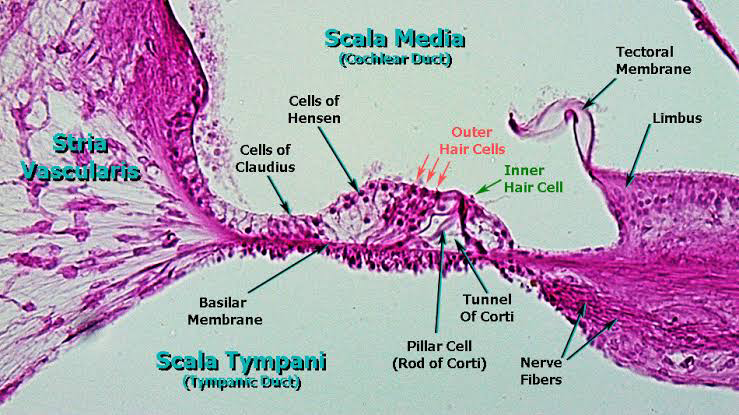 Scala Media
(Cochlear Duct)
Tectoral
Membrane
Cells of
Hensen
Limbus
Outer
Hair Cells
Stria
Vascularis
Cells of
Claudius
Inner
Hair Cell
Basilar
Membrane
Tunnel
Of Corti
Pillar Cell
(Rod of Corti)
Nerve
Fibers
Scala Tympani
(Tympanic Duct)